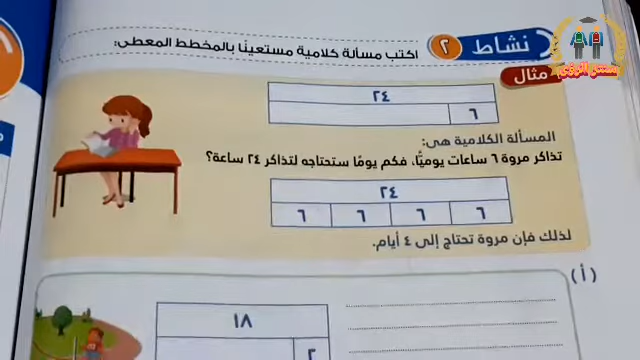 نشاط ٢ اكتب مسألة كلامية مستعينًا بالمخطط المعطى:
مثال
٢٤
٦
المسألة الكلامية هى:
تذاكر مروة ٦ ساعات يوميًّا، فكم يومًا ستحتاجه لتذاكر ٢٤ ساعة؟
٢٤
٦ ٦ ٦ ٦
لذلك فإن مروة تحتاج إلى ٤ أيام.
(أ)
١٨
٢